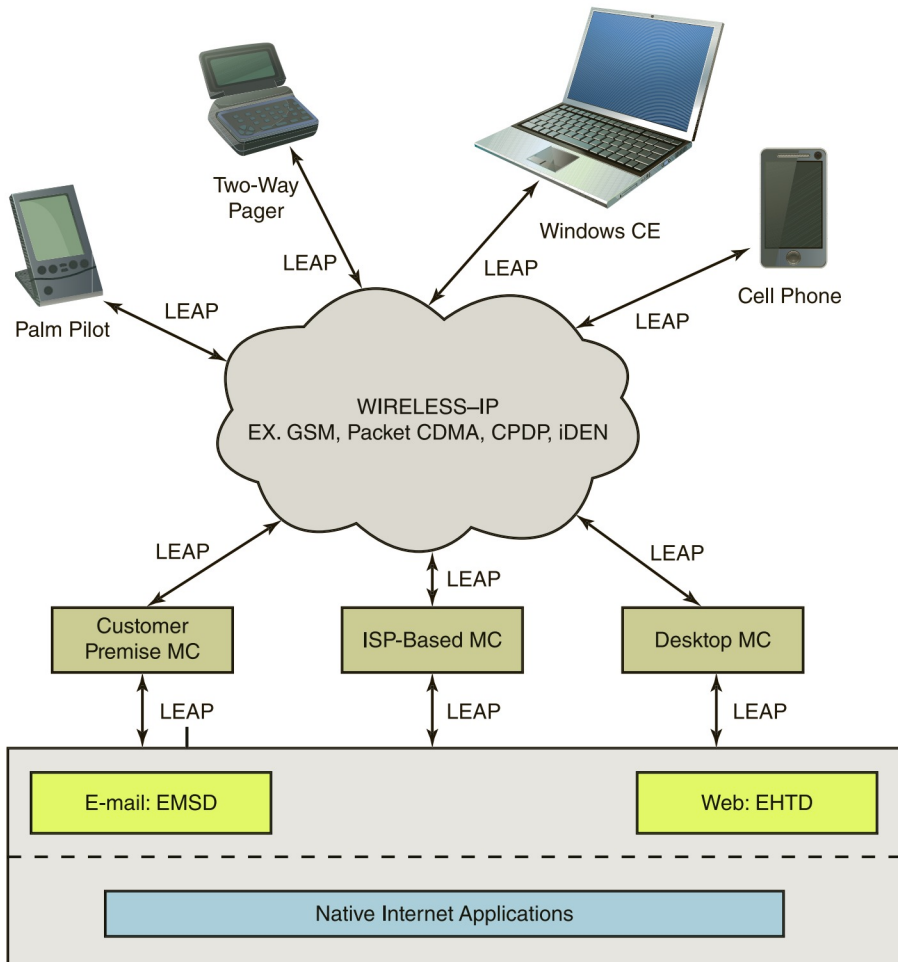 Two-Way
Pager
Windows CE
LEAP
LEAP
Cell Phone
LEAP
LEAP
Palm Pilot
WIRELESS–IP
EX. GSM, Packet CDMA, CPDP, iDEN
LEAP
LEAP
LEAP
Customer
Premise MC
ISP-Based MC
Desktop MC
LEAP
LEAP
LEAP
E-mail: EMSD
Web: EHTD
Native Internet Applications